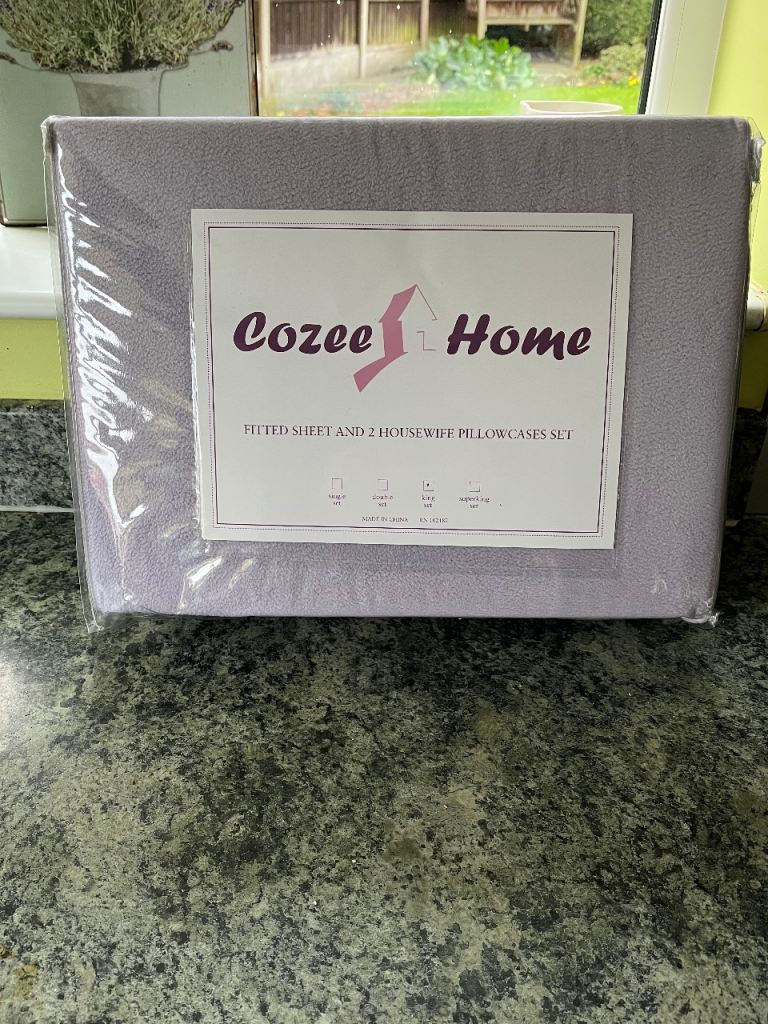 Cozee Home
FITTED SHEET AND 2 HOUSEWIFE PILLOWCASES SET
single double king superking
set set set set
MADE IN CHINA